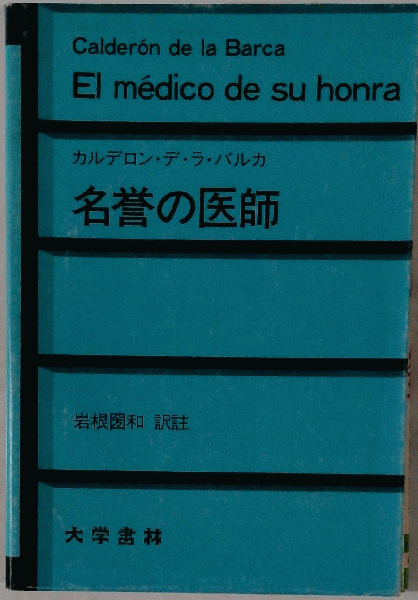 Calderón de la Barca
El médico de su honra
カルデロン・デ・ラ・バルカ
名誉の医師
岩根圀和 訳註
大学書林